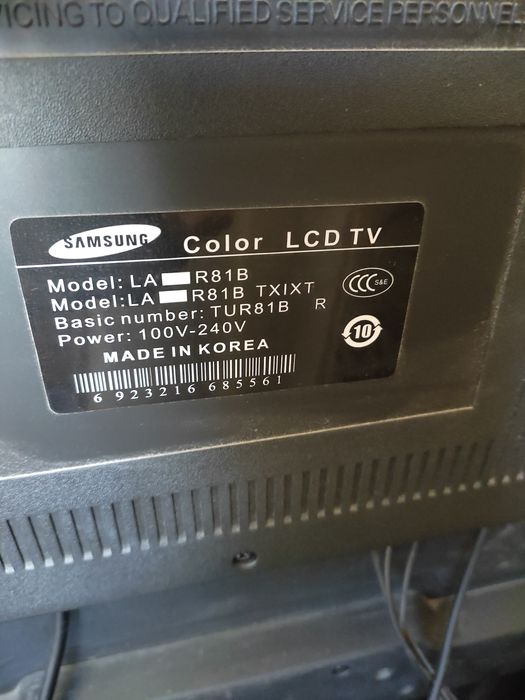 VICING TO QUALIFIED SERVICE PERSONNEL
SAMSUNG Color LCD TV
Model: LA R81B
Model: LA R81B TXIXT
Basic number: TUR81B R
Power: 100V-240V
MADE IN KOREA
6 923216 685561
CCC S&E
10